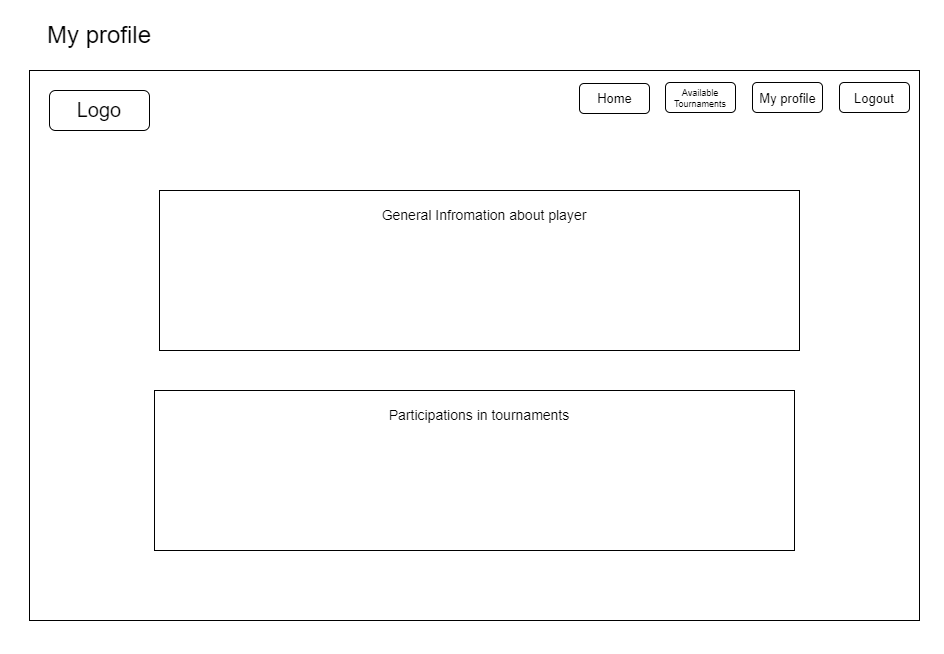 My profile
Logo
Home
Available
Tournaments
My profile
Logout
General Infromation about player
Participations in tournaments